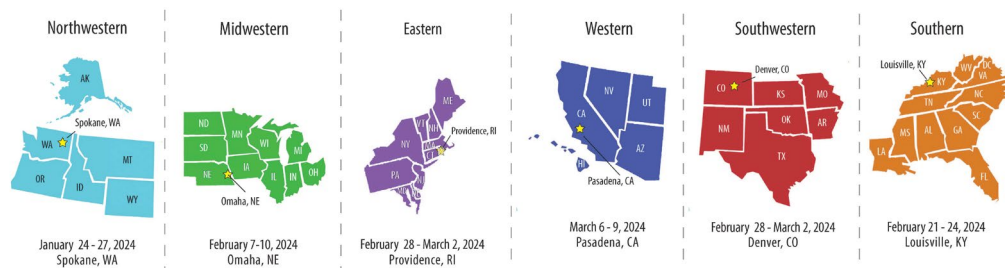 Northwestern
AK
Spokane, WA
WA
MT
OR
ID
WY
January 24 - 27, 2024
Spokane, WA
Midwestern
ND
MN
SD
WI
MI
NE
IA
IL
IN
OH
Omaha, NE
February 7-10, 2024
Omaha, NE
Eastern
ME
VT
NH
Providence, RI
NY
MA
CT
PA
NJ
February 28 - March 2, 2024
Providence, RI
Western
NV
UT
CA
AZ
HI
Pasadena, CA
March 6 - 9, 2024
Pasadena, CA
Southwestern
Denver, CO
CO
KS
MO
OK
AR
NM
TX
February 28 - March 2, 2024
Denver, CO
Southern
Louisville, KY
WV
DC
KY
VA
TN
NC
SC
MS
AL
GA
LA
FL
February 21 - 24, 2024
Louisville, KY